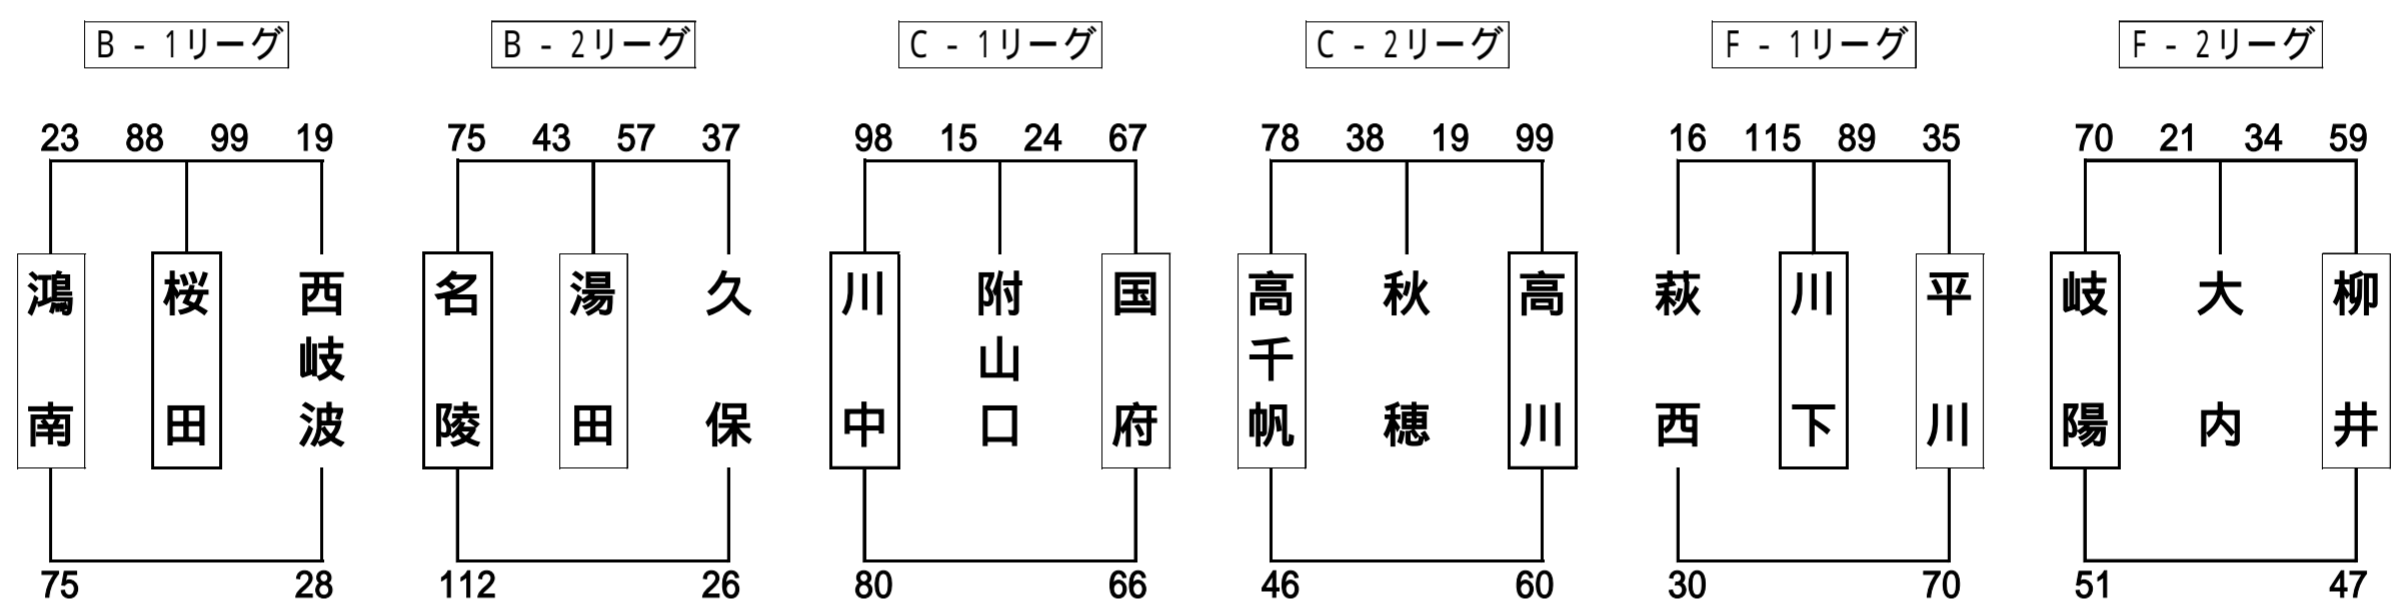 B - 1リーグ B - 2リーグ C - 1リーグ C - 2リーグ F - 1リーグ F - 2リーグ
23 88 99 19 75 43 57 37 98 15 24 67 78 38 19 99 16 115 89 35 70 21 34 59
鴻南
桜田
西岐波
名陵
湯田
久保
川中
附山口
国府
高千帆
秋穂
高川
萩西
川下
平川
岐陽
大内
柳井
75 28 112 26 80 66 46 60 30 70 51 47